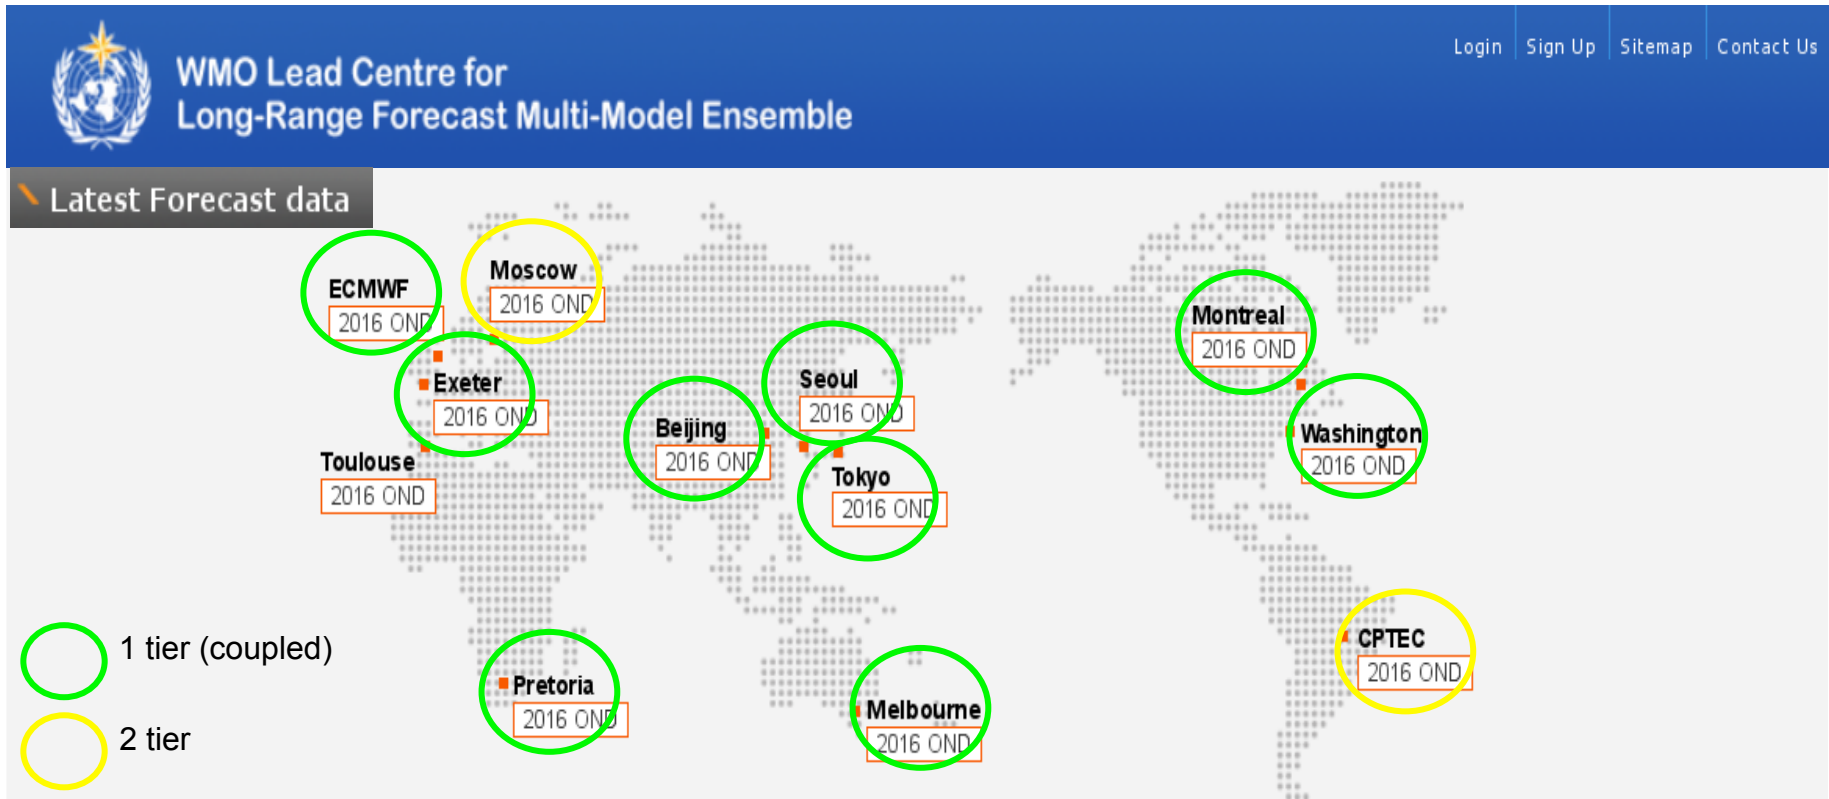 Login Sign Up Sitemap Contact Us
WMO Lead Centre for
Long-Range Forecast Multi-Model Ensemble
Latest Forecast data
ECMWF
2016 OND
Moscow
2016 OND
Exeter
2016 OND
Toulouse
2016 OND
Beijing
2016 OND
Seoul
2016 OND
Tokyo
2016 OND
Montreal
2016 OND
Washington
2016 OND
CPTEC
2016 OND
Pretoria
2016 OND
Melbourne
2016 OND
1 tier (coupled)
2 tier